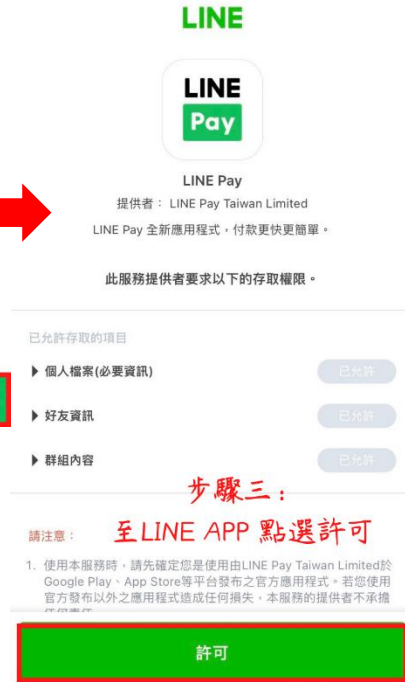 LINE
LINE
Pay
LINE Pay
提供者： LINE Pay Taiwan Limited
LINE Pay 全新應用程式，付款更快更簡單。
此服務提供者要求以下的存取權限。
已允許存取的項目
▶ 個人檔案(必要資訊)
已允許
▶ 好友資訊
已允許
▶ 群組內容
已允許
步驟三：
至LINE APP 點選許可
請注意：
1. 使用本服務時，請先確定您是使用由LINE Pay Taiwan Limited於
Google Play、App Store等平台發布之官方應用程式。若您使用
官方發布以外之應用程式造成任何損失，本服務的提供者不承擔
許可